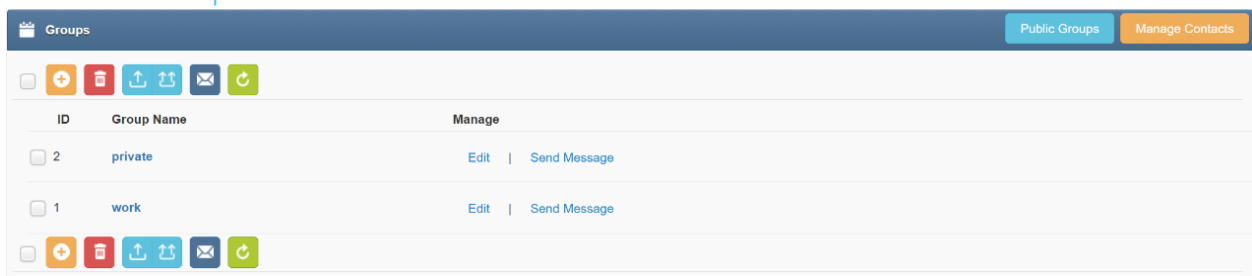 Groups Public Groups Manage Contacts
ID Group Name Manage
2 private Edit | Send Message
1 work Edit | Send Message